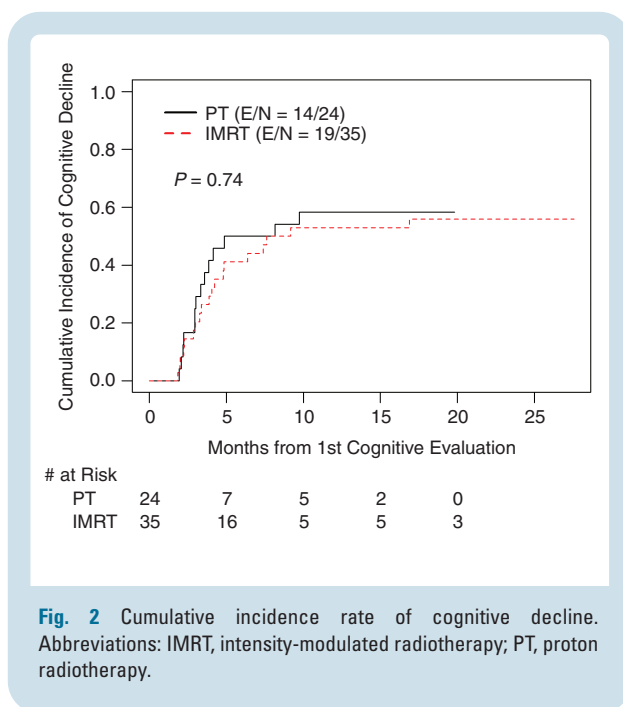 Cumulative Incidence of Cognitive Decline
1.0
0.8
0.6
0.4
0.2
0.0
PT (E/N = 14/24)
IMRT (E/N = 19/35)
P = 0.74
0 5 10 15 20 25
Months from 1st Cognitive Evaluation
# at Risk
PT 24 7 5 2 0
IMRT 35 16 5 5 3
Fig. 2 Cumulative incidence rate of cognitive decline.
Abbreviations: IMRT, intensity-modulated radiotherapy; PT, proton
radiotherapy.